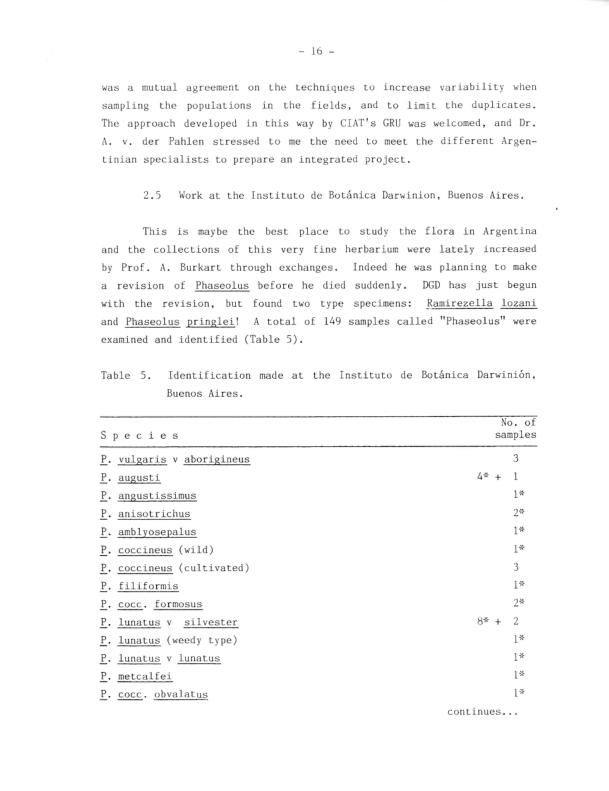 - 16 -
was a mutual agreement on the techniques to increase variability when
sampling the populations in the fields, and to limit the duplicates.
The approach developed in this way by CIAT's GRU was welcomed, and Dr.
A. v. der Pahlen stressed to me the need to meet the different Argen-
tinian specialists to prepare an integrated project.
2.5 Work at the Instituto de Botánica Darwinion, Buenos Aires.
This is maybe the best place to study the flora in Argentina
and the collections of this very fine herbarium were lately increased
by Prof. A. Burkart through exchanges. Indeed he was planning to make
a revision of Phaseolus before he died suddenly. DGD has just begun
with the revision, but found two type specimens: Ramirezella lozani
and Phaseolus pringlei! A total of 149 samples called "Phaseolus" were
examined and identified (Table 5).
Table 5. Identification made at the Instituto de Botánica Darwinión,
Buenos Aires.
No. of
S p e c i e s samples
P. vulgaris v aborigineus 3
P. augusti 4* + 1
P. angustissimus 1*
P. anisotrichus 2*
P. amblyosepalus 1*
P. coccineus (wild) 1*
P. coccineus (cultivated) 3
P. filiformis 1*
P. cocc. formosus 2*
P. lunatus v silvester 8* + 2
P. lunatus (weedy type) 1*
P. lunatus v lunatus 1*
P. metcalfei 1*
P. cocc. obvalatus 1*
continues...